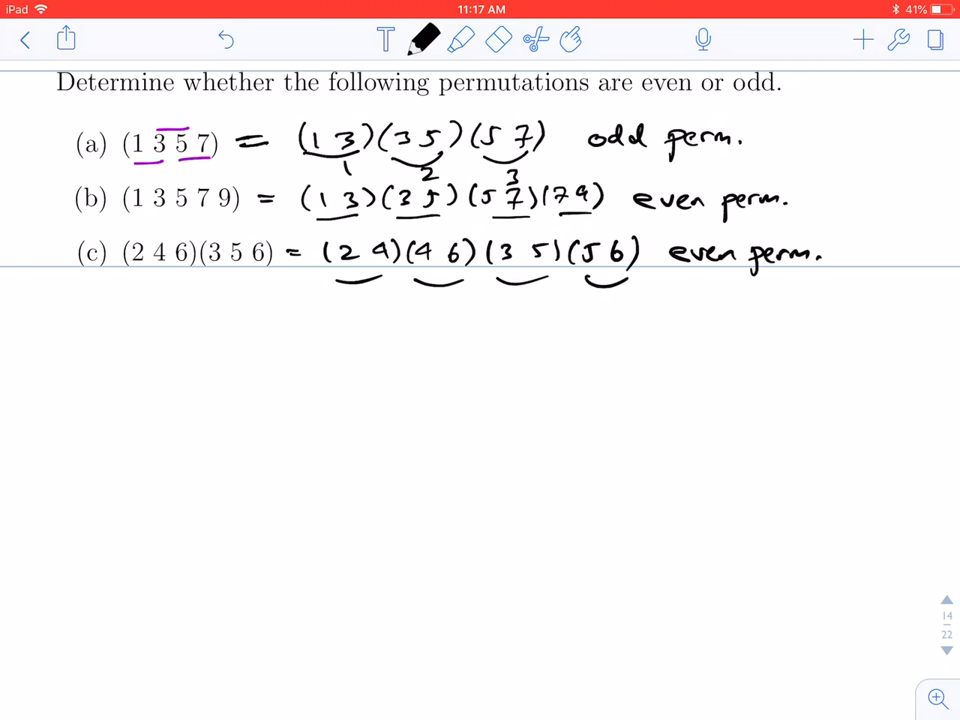 iPad 11:17 AM 41%
T
Determine whether the following permutations are even or odd.
(a) (1 3 5 7) = (1 3)(3 5)(5 7) odd perm.
1 2 3
(b) (1 3 5 7 9) = (1 3)(3 5)(5 7)(7 9) even perm.
(c) (2 4 6)(3 5 6) = (2 4)(4 6)(3 5)(5 6) even perm.
14
22